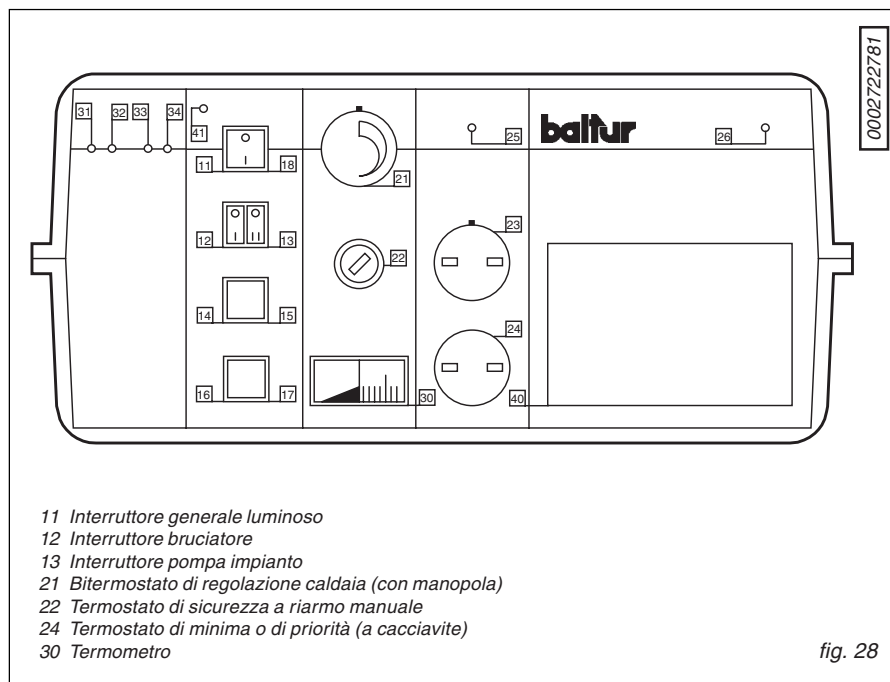 0002722781
31 32 33 34
41
25 baltur 26
11 18
21
12 13
23
22
14 15
24
16 17
30 40
11 Interruttore generale luminoso
12 Interruttore bruciatore
13 Interruttore pompa impianto
21 Bitermostato di regolazione caldaia (con manopola)
22 Termostato di sicurezza a riarmo manuale
24 Termostato di minima o di priorità (a cacciavite)
30 Termometro
fig. 28